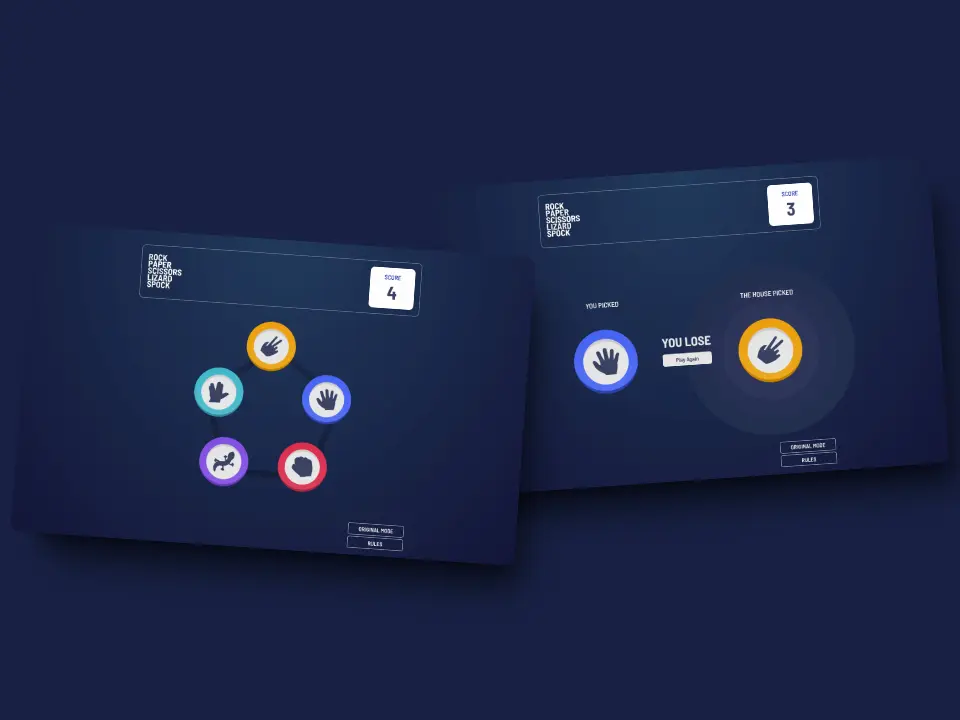 ROCK
PAPER
SCISSORS
LIZARD
SPOCK
SCORE
4
ORIGINAL MODE
RULES
ROCK
PAPER
SCISSORS
LIZARD
SPOCK
SCORE
3
YOU PICKED
THE HOUSE PICKED
YOU LOSE
Play Again
ORIGINAL MODE
RULES